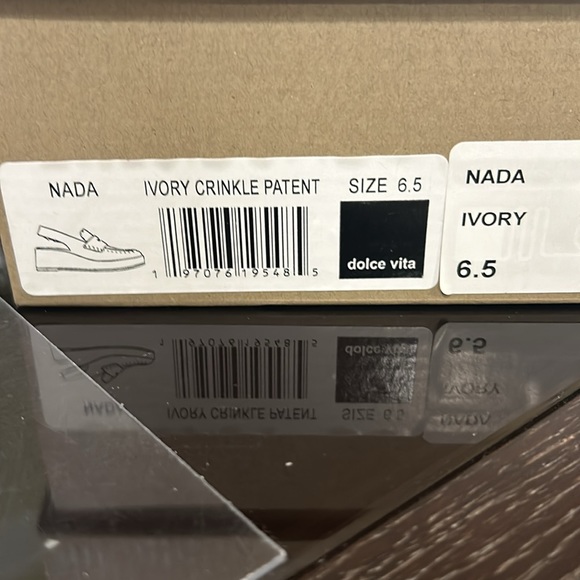 NADA IVORY CRINKLE PATENT SIZE 6.5
1 97076 19548 5
dolce vita
NADA
IVORY
6.5